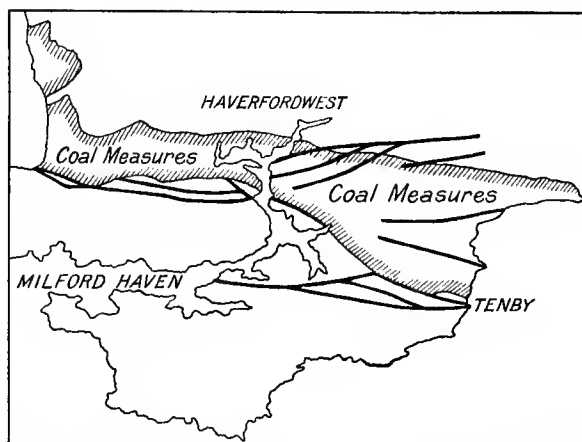 HAVERFORDWEST
Coal Measures
Coal Measures
MILFORD HAVEN
TENBY